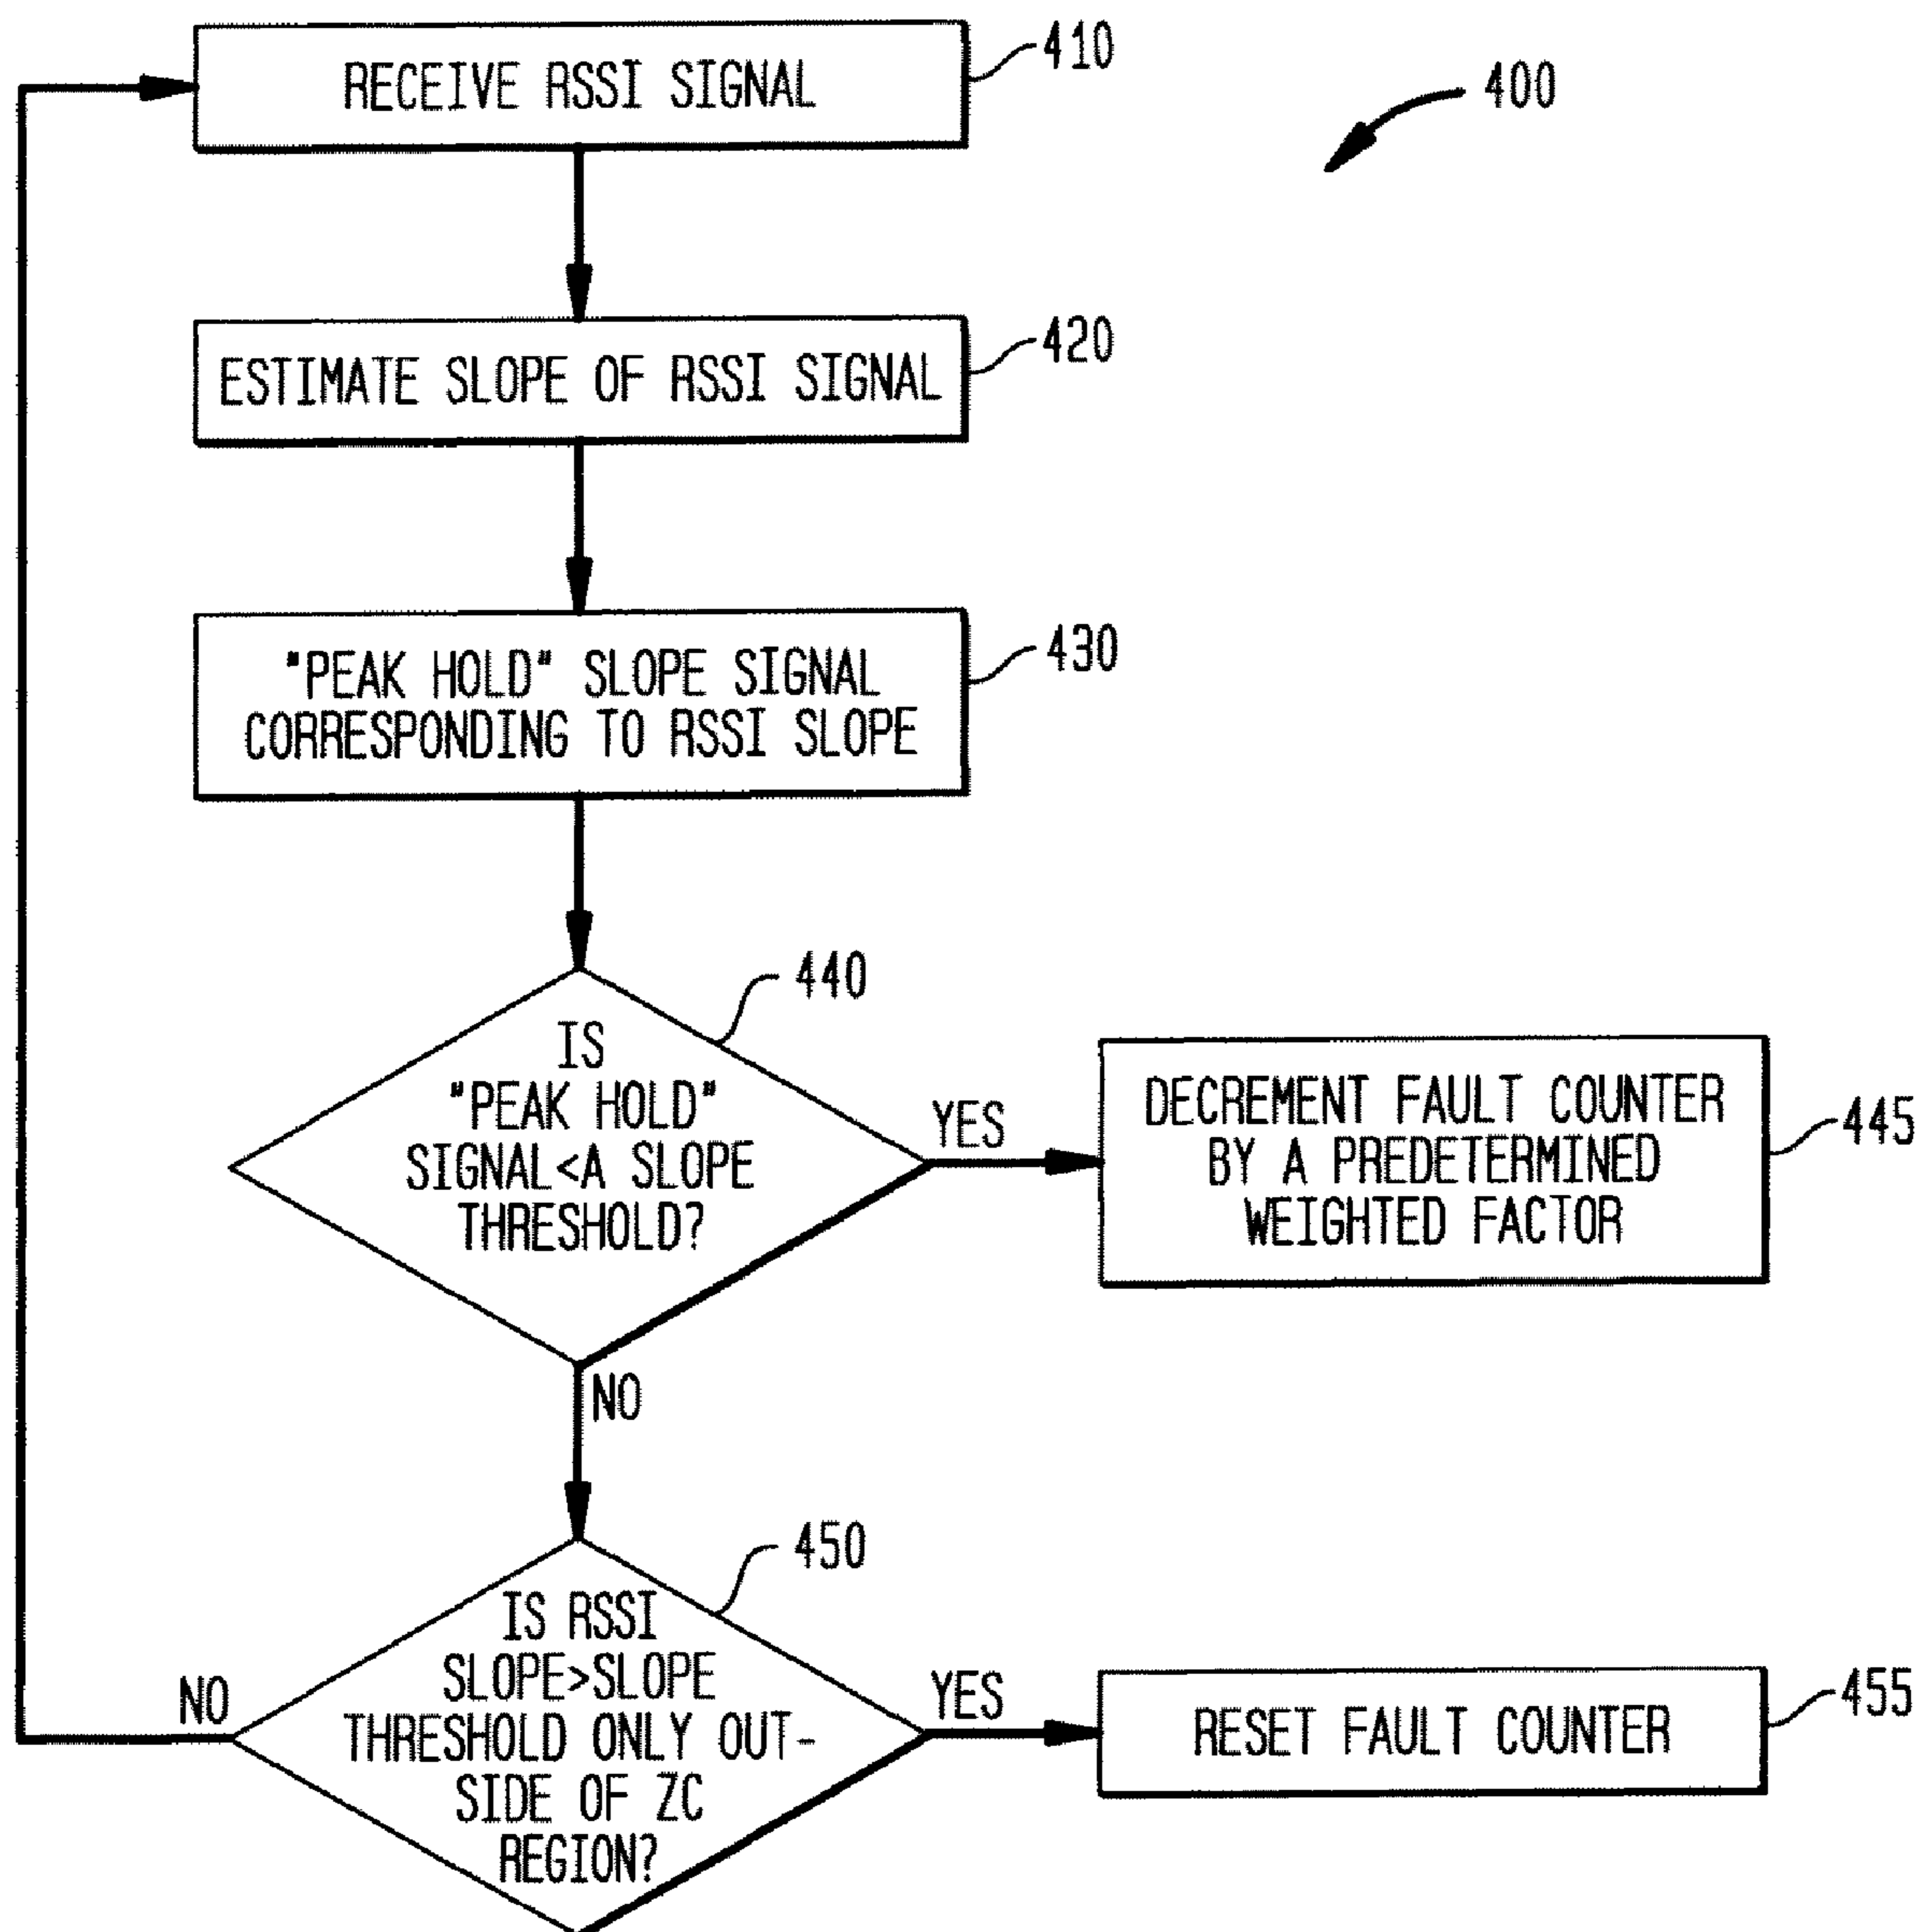 RECEIVE RSSI SIGNAL
410
400
ESTIMATE SLOPE OF RSSI SIGNAL
420
"PEAK HOLD" SLOPE SIGNAL
CORRESPONDING TO RSSI SLOPE
430
440
IS
"PEAK HOLD"
SIGNAL<A SLOPE
THRESHOLD?
YES
DECREMENT FAULT COUNTER
BY A PREDETERMINED
WEIGHTED FACTOR
445
NO
450
IS RSSI
SLOPE>SLOPE
THRESHOLD ONLY OUT-
SIDE OF ZC
REGION?
NO
YES
RESET FAULT COUNTER
455